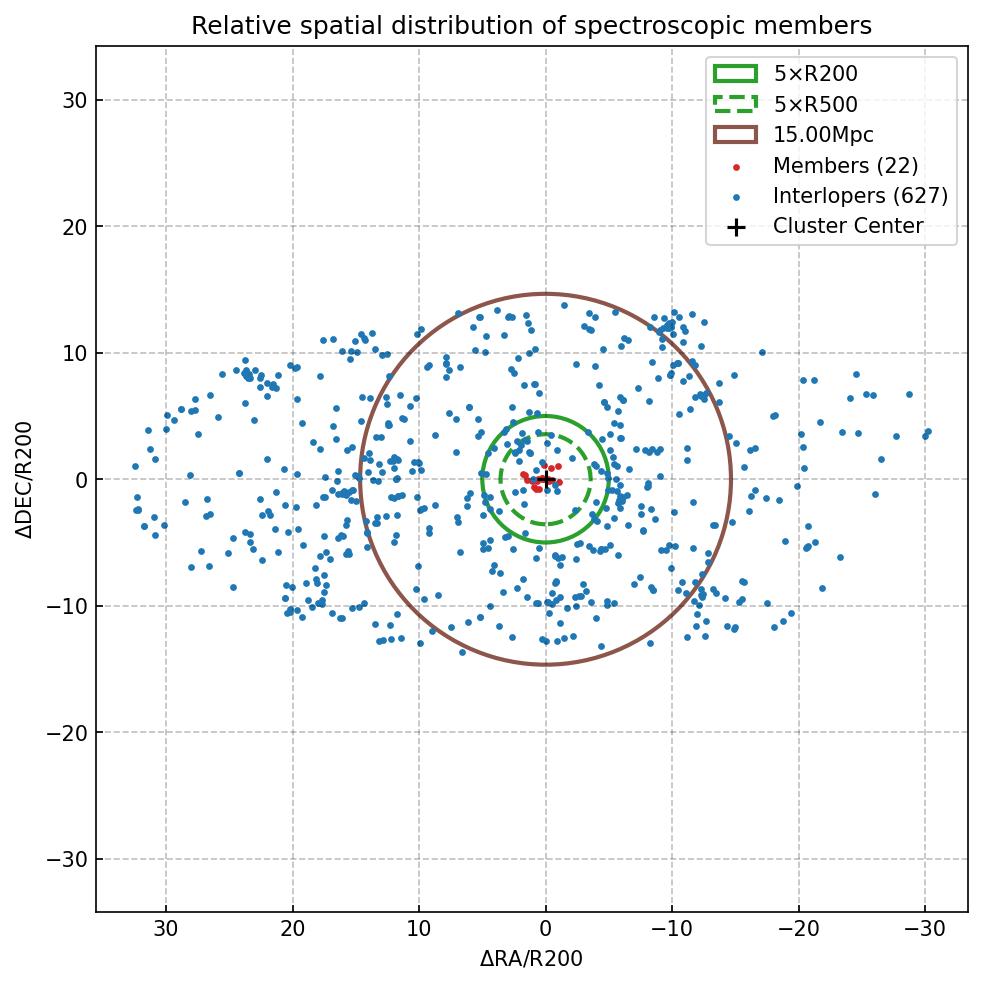 Relative spatial distribution of spectroscopic members
5×R200
5×R500
15.00Mpc
Members (22)
Interlopers (627)
Cluster Center
ΔDEC/R200
30
20
10
0
−10
−20
−30
30 20 10 0 −10 −20 −30
ΔRA/R200